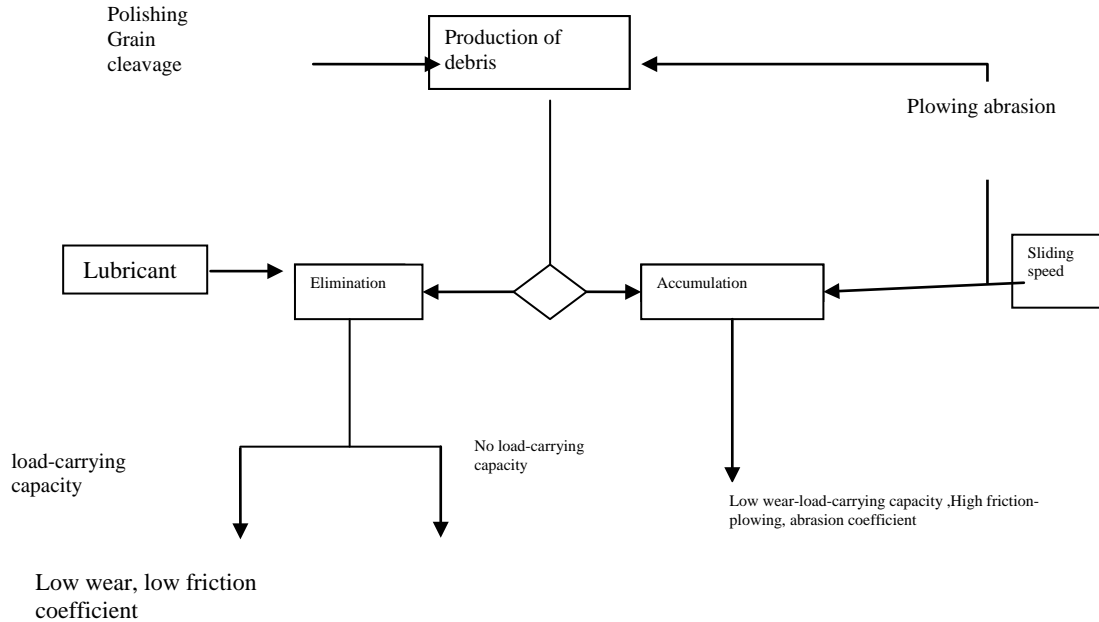 Polishing
Grain
cleavage
Production of
debris
Plowing abrasion
Lubricant
Elimination
Accumulation
Sliding
speed
load-carrying
capacity
No load-carrying
capacity
Low wear-load-carrying capacity ,High friction-
plowing, abrasion coefficient
Low wear, low friction
coefficient